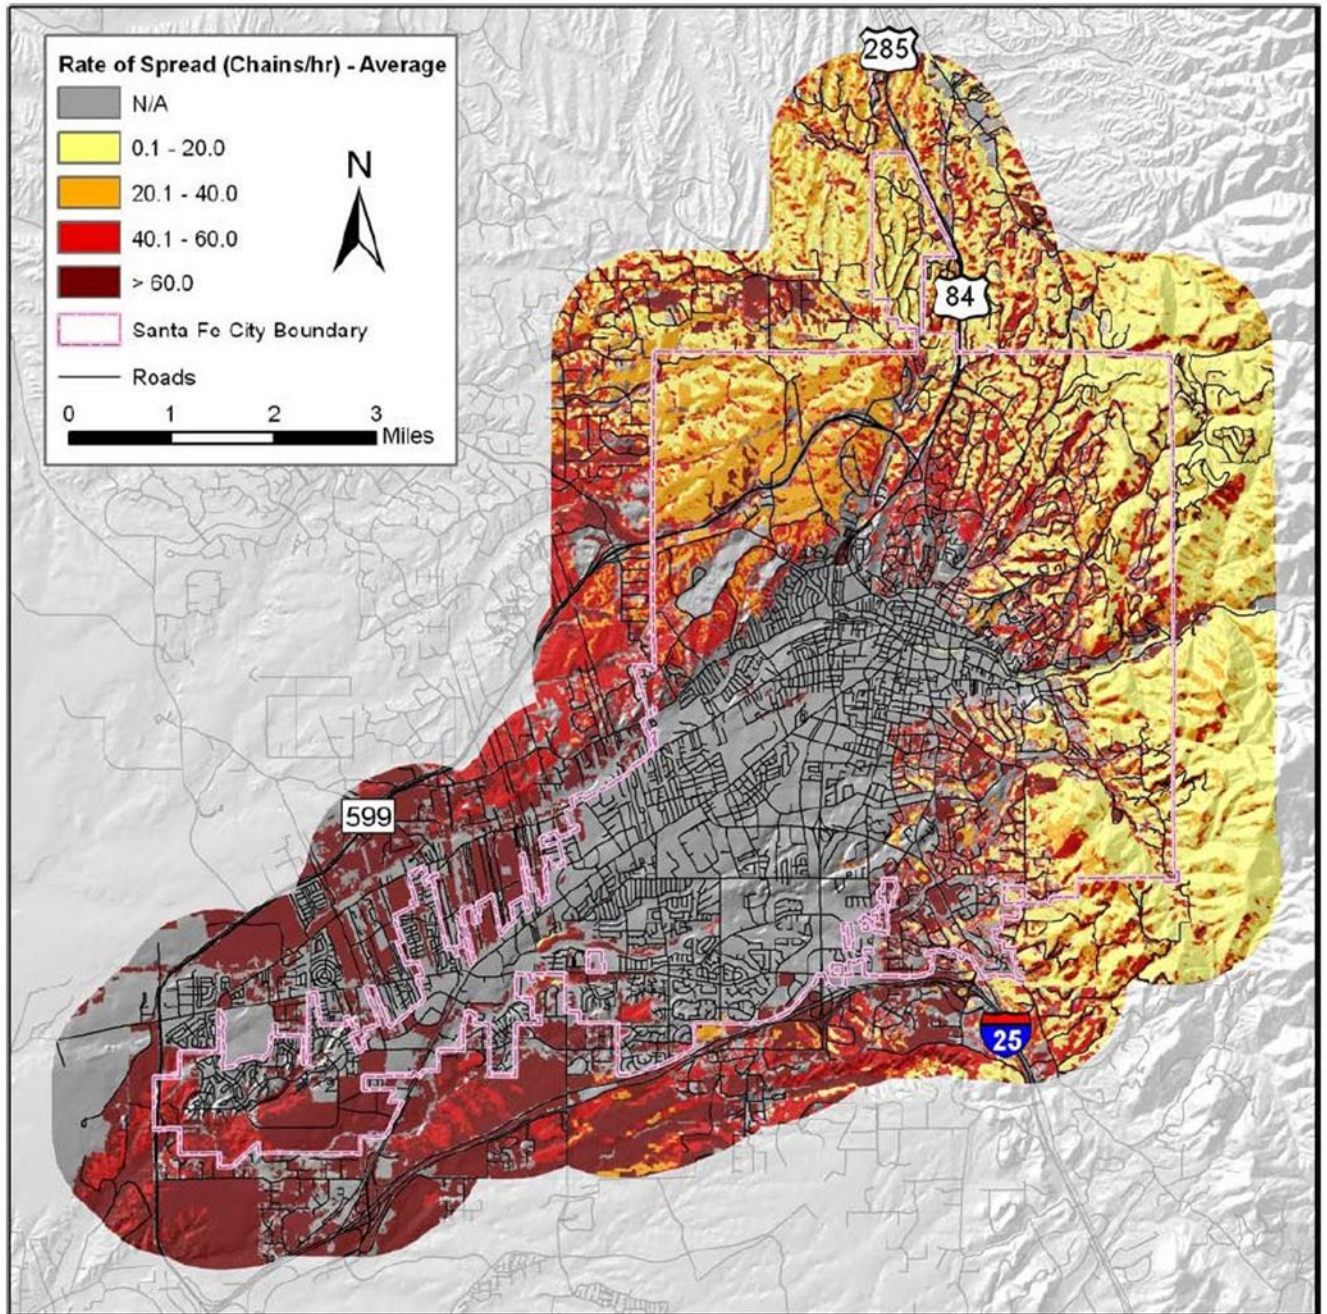 Rate of Spread (Chains/hr) - Average
N/A
0.1 - 20.0
20.1 - 40.0
40.1 - 60.0
> 60.0
Santa Fe City Boundary
Roads
N
0 1 2 3
Miles
285
84
599
25